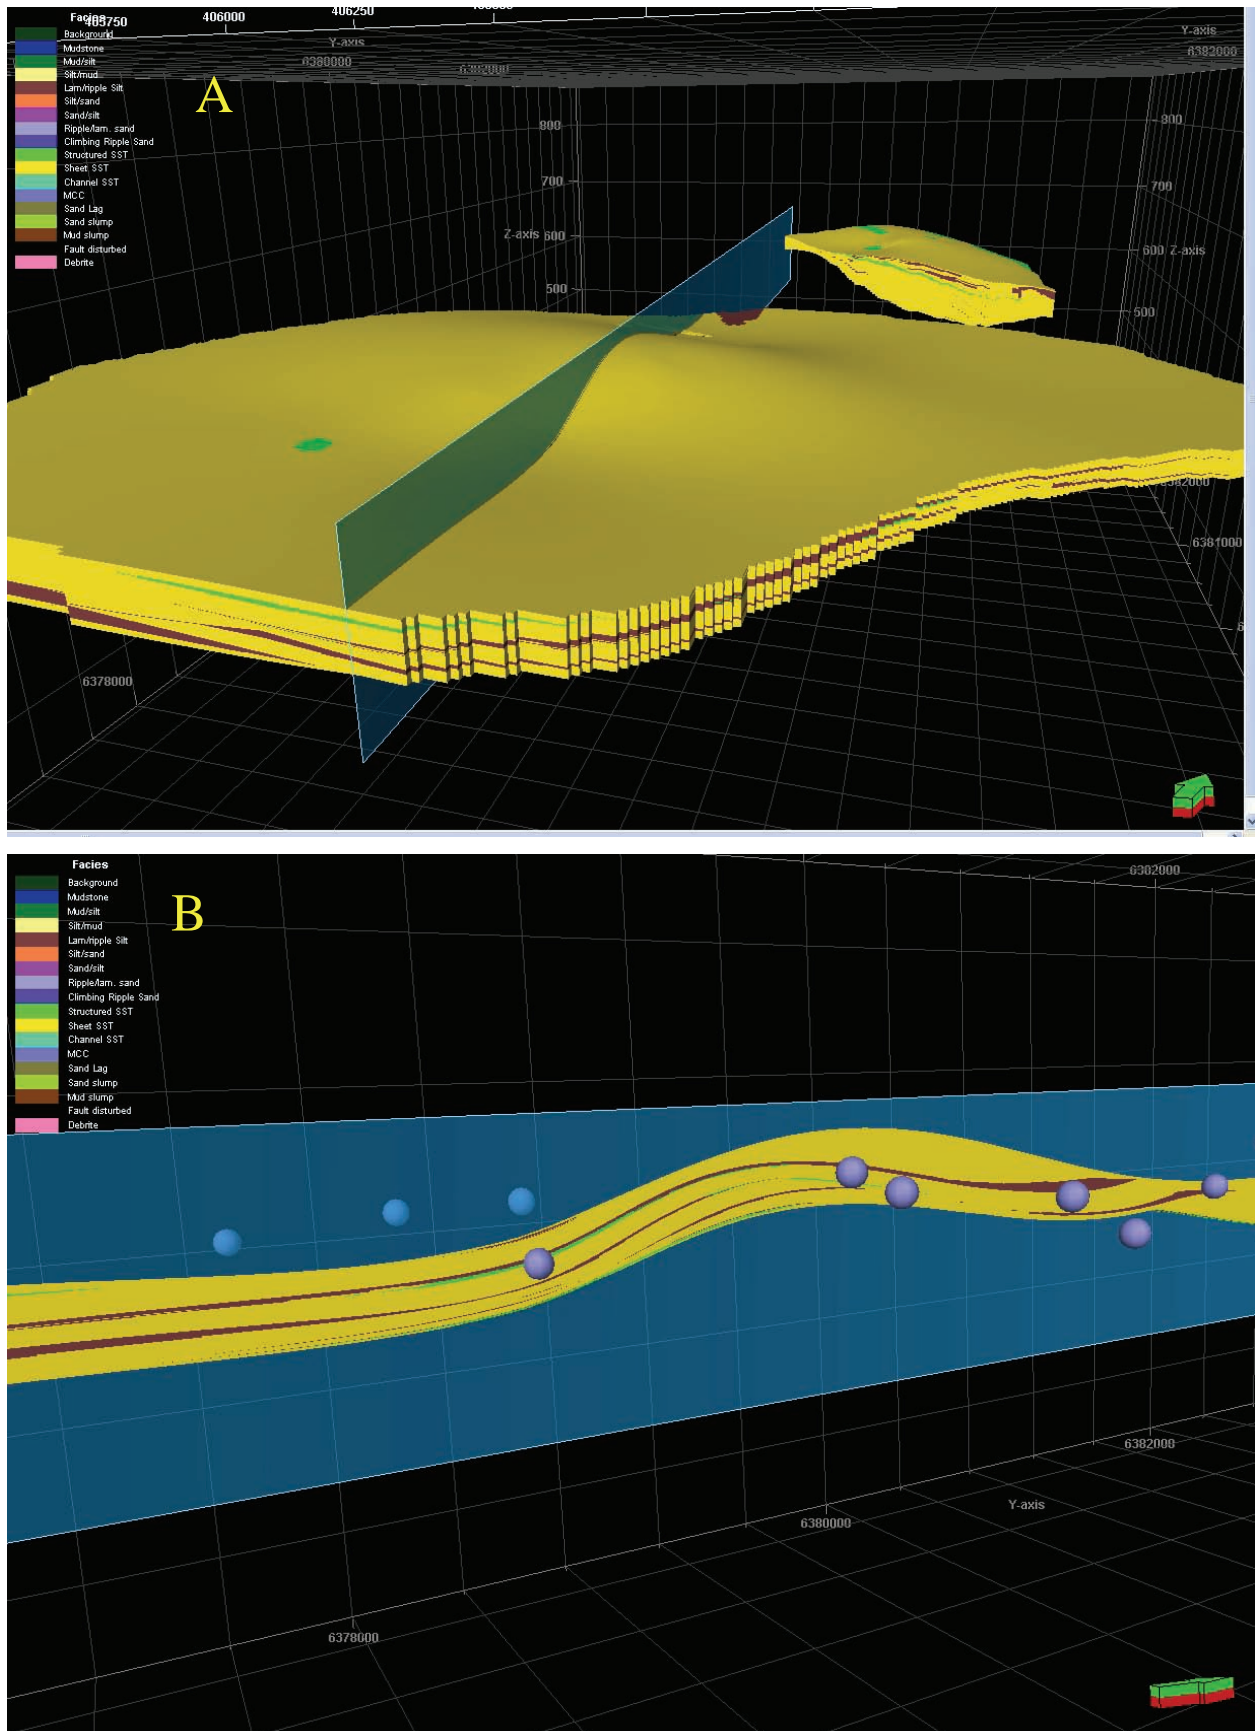 Facies
405750 406000 406250
Background
Mudstone
Mud/silt
Silt/mud
Lam/ripple Silt
Silt/sand
Sand/silt
Ripple/lam. sand
Climbing Ripple Sand
Structured SST
Sheet SST
Channel SST
MCC
Sand Lag
Sand slump
Mud slump
Fault disturbed
Debrite
A
Y-axis
6380000
6382000
Y-axis
6382000
800
700
Z-axis 600
500
800
700
600 Z-axis
500
6382000
6381000
6378000
Facies
Background
Mudstone
Mud/silt
Silt/mud
Lam/ripple Silt
Silt/sand
Sand/silt
Ripple/lam. sand
Climbing Ripple Sand
Structured SST
Sheet SST
Channel SST
MCC
Sand Lag
Sand slump
Mud slump
Fault disturbed
Debrite
B
6382000
6382000
Y-axis
6380000
6378000